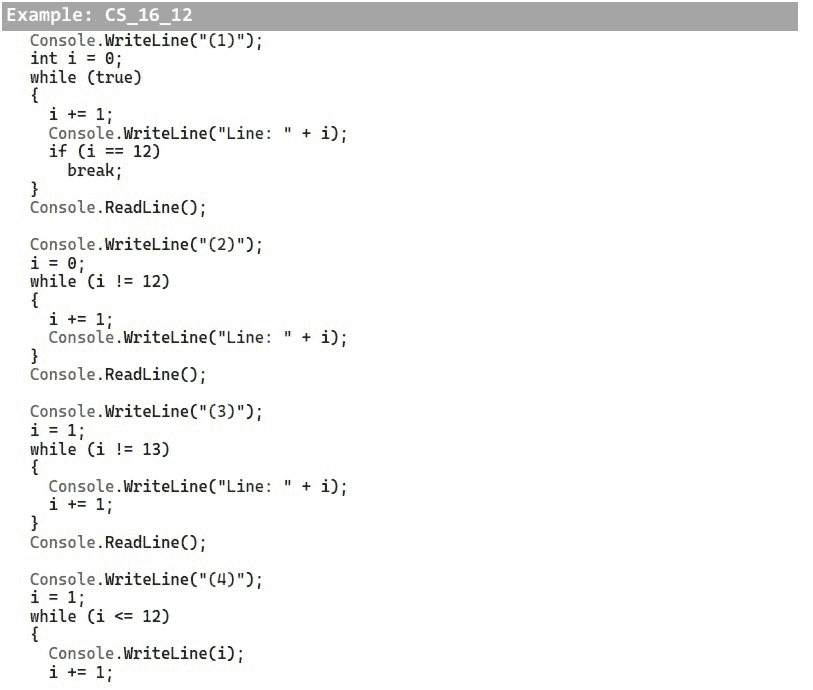 Example: CS_16_12
Console.WriteLine("(1)");
int i = 0;
while (true)
{
  i += 1;
  Console.WriteLine("Line: " + i);
  if (i == 12)
    break;
}
Console.ReadLine();

Console.WriteLine("(2)");
i = 0;
while (i != 12)
{
  i += 1;
  Console.WriteLine("Line: " + i);
}
Console.ReadLine();

Console.WriteLine("(3)");
i = 1;
while (i != 13)
{
  Console.WriteLine("Line: " + i);
  i += 1;
}
Console.ReadLine();

Console.WriteLine("(4)");
i = 1;
while (i <= 12)
{
  Console.WriteLine(i);
  i += 1;